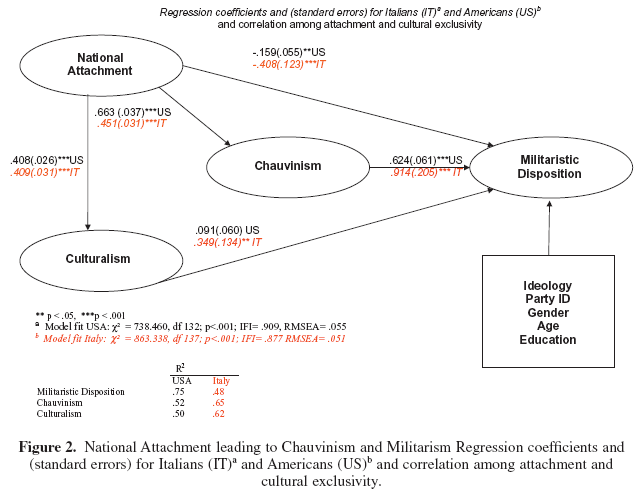 Regression coefficients and (standard errors) for Italians (IT)ª and Americans (US)ᵇ
and correlation among attachment and cultural exclusivity
National
Attachment
-.159(.055)**US
-.408(.123)***IT
.663 (.037)***US
.451(.031)***IT
.408(.026)***US
.409(.031)***IT
Chauvinism
.624(.061)***US
.914(.205)*** IT
Militaristic
Disposition
.091(.060) US
.349(.134)** IT
Culturalism
Ideology
Party ID
Gender
Age
Education
** p < .05, ***p < .001
ª Model fit USA: χ² = 738.460, df 132; p<.001; IFI= .909, RMSEA= .055
ᵇ Model fit Italy: χ² = 863.338, df 137; p<.001; IFI= .877 RMSEA= .051
R²
USA Italy
Militaristic Disposition .75 .48
Chauvinism .52 .65
Culturalism .50 .62
Figure 2. National Attachment leading to Chauvinism and Militarism Regression coefficients and
(standard errors) for Italians (IT)ª and Americans (US)ᵇ and correlation among attachment and
cultural exclusivity.